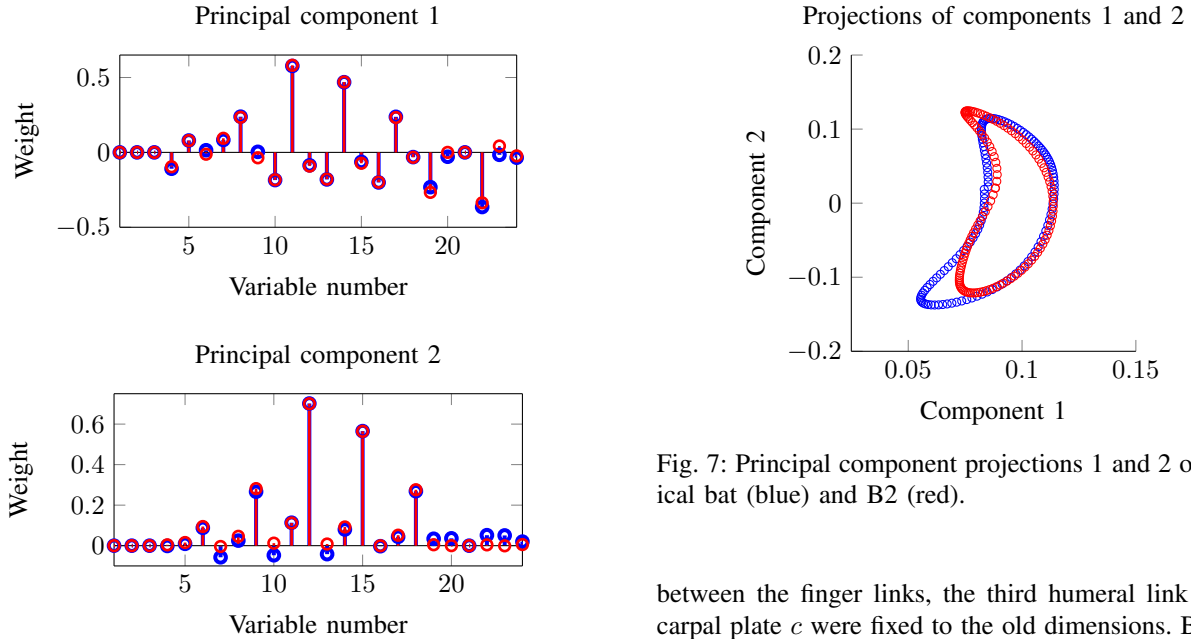 Principal component 1
0.5
0
−0.5
Weight
5 10 15 20
Variable number
Principal component 2
0.6
0.4
0.2
0
Weight
5 10 15 20
Variable number
Projections of components 1 and 2
0.2
0.1
0
−0.1
−0.2
Component 2
0.05 0.1 0.15
Component 1
Fig. 7: Principal component projections 1 and 2 o
ical bat (blue) and B2 (red).
between the finger links, the third humeral link
carpal plate c were fixed to the old dimensions. B